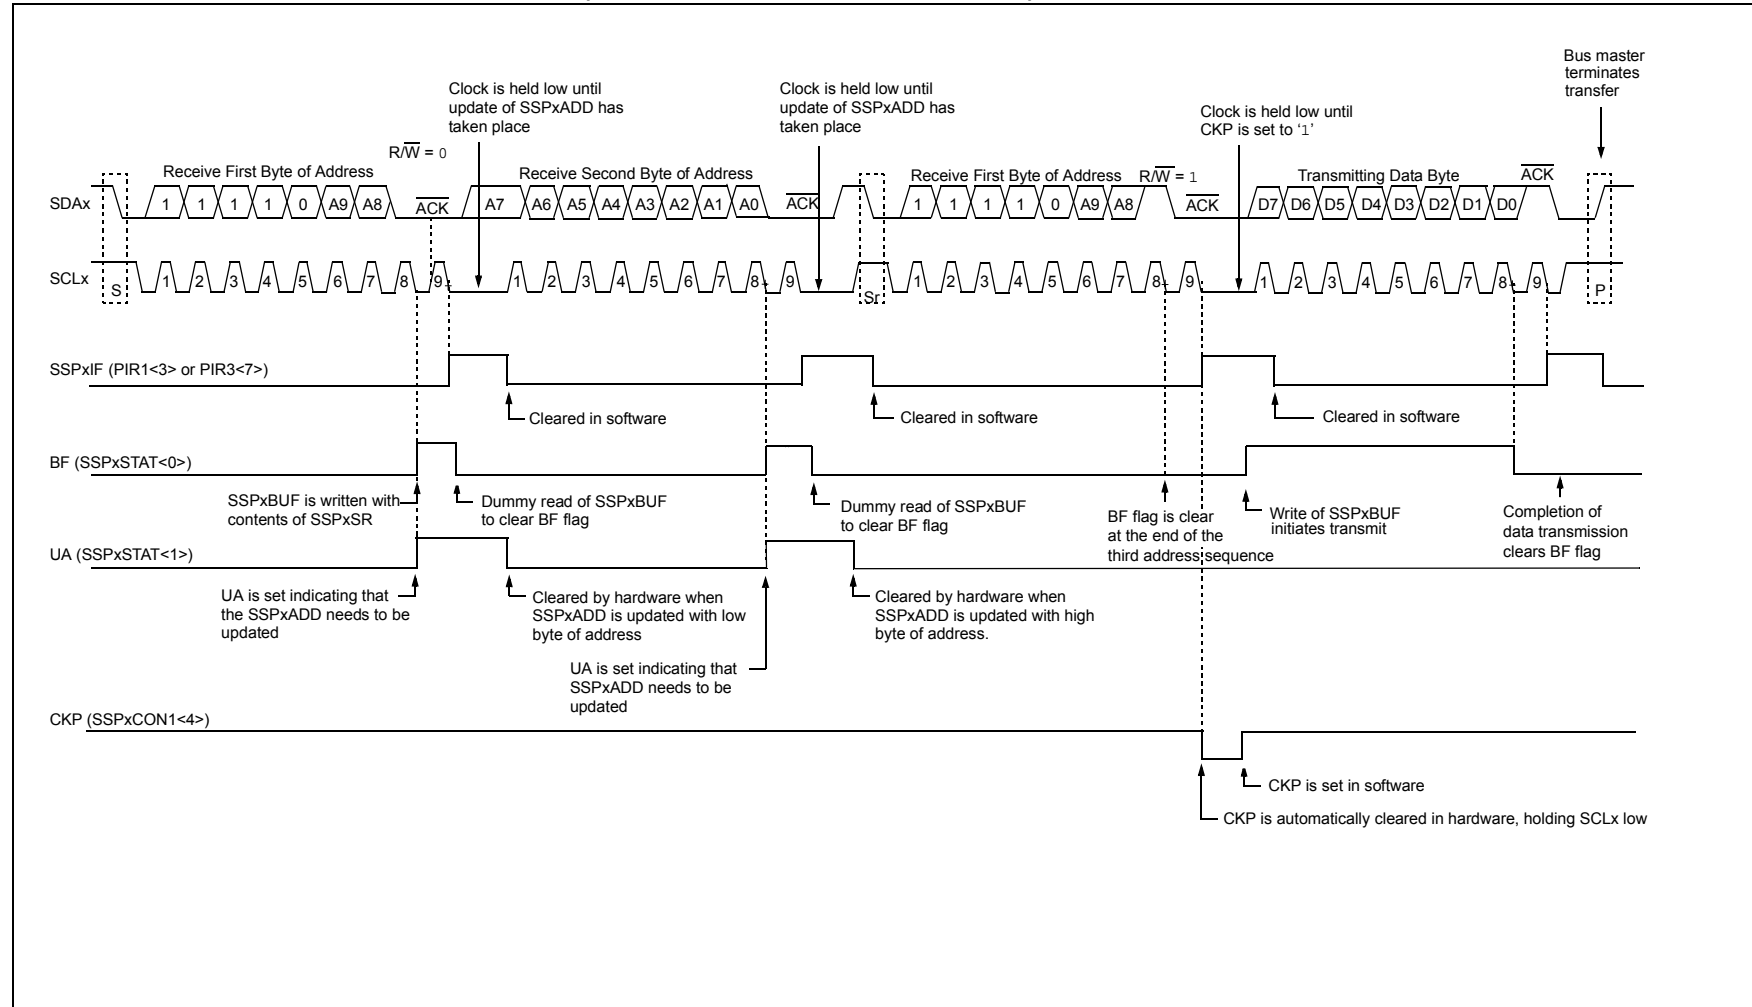 Bus master
terminates
transfer
Clock is held low until
update of SSPxADD has
taken place
Clock is held low until
update of SSPxADD has
taken place
Clock is held low until
CKP is set to ‘1’
R/W = 0
Receive First Byte of Address
Receive Second Byte of Address
Receive First Byte of Address
R/W = 1
Transmitting Data Byte
ACK
SDAx
1 1 1 1 0 A9 A8 ACK A7 A6 A5 A4 A3 A2 A1 A0 ACK 1 1 1 1 0 A9 A8 ACK D7 D6 D5 D4 D3 D2 D1 D0
SCLx
S 1 2 3 4 5 6 7 8 9 1 2 3 4 5 6 7 8 9 Sr 1 2 3 4 5 6 7 8 9 1 2 3 4 5 6 7 8 9 P
SSPxIF (PIR1<3> or PIR3<7>)
Cleared in software
Cleared in software
Cleared in software
BF (SSPxSTAT<0>)
SSPxBUF is written with
contents of SSPxSR
Dummy read of SSPxBUF
to clear BF flag
Dummy read of SSPxBUF
to clear BF flag
BF flag is clear
at the end of the
third address sequence
Write of SSPxBUF
initiates transmit
Completion of
data transmission
clears BF flag
UA (SSPxSTAT<1>)
UA is set indicating that
the SSPxADD needs to be
updated
Cleared by hardware when
SSPxADD is updated with low
byte of address
Cleared by hardware when
SSPxADD is updated with high
byte of address.
UA is set indicating that
SSPxADD needs to be
updated
CKP (SSPxCON1<4>)
CKP is set in software
CKP is automatically cleared in hardware, holding SCLx low